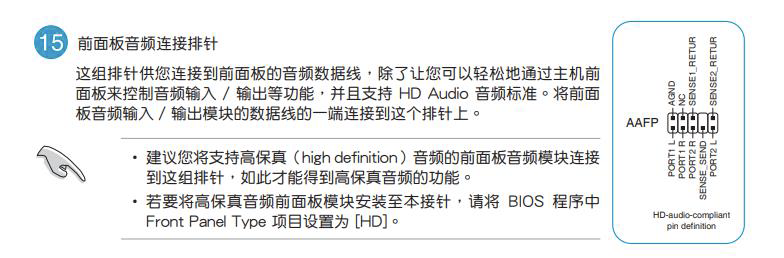 15 前面板音频连接排针
这组排针供您连接到前面板的音频数据线，除了让您可以轻松地通过主机前
面板来控制音频输入 / 输出等功能，并且支持 HD Audio 音频标准。将前面
板音频输入 / 输出模块的数据线的一端连接到这个排针上。
• 建议您将支持高保真（high definition）音频的前面板音频模块连接
到这组排针，如此才能得到高保真音频的功能。
• 若要将高保真音频前面板模块安装至本接针，请将 BIOS 程序中
Front Panel Type 项目设置为 [HD]。
AAFP
AGND
NC
SENSE1_RETUR
SENSE2_RETUR
PORT1 L
PORT1 R
PORT2 R
SENSE_SEND
PORT2 L
HD-audio-compliant
pin definition